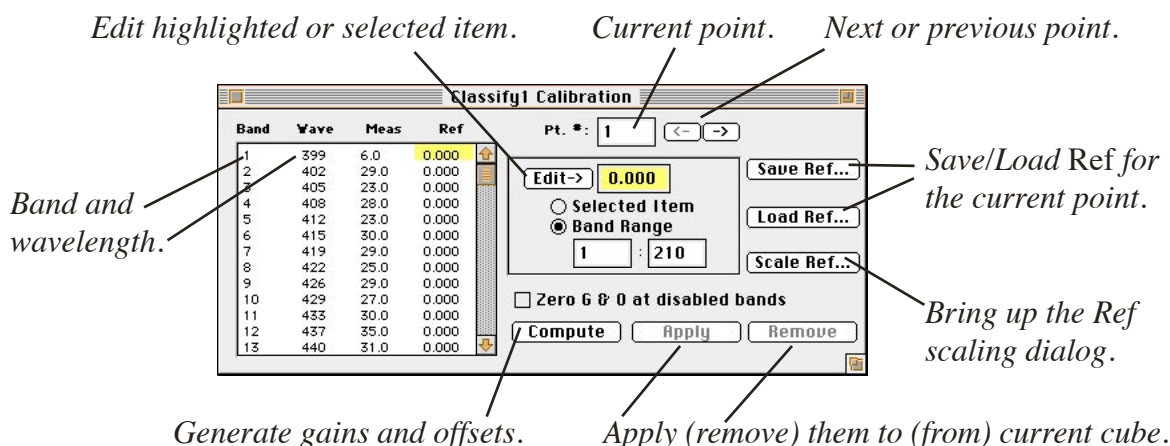 Edit highlighted or selected item.
Current point.
Next or previous point.
Classify1 Calibration
Band Wave Meas Ref
1 399 6.0 0.000
2 402 29.0 0.000
3 405 23.0 0.000
4 408 28.0 0.000
5 412 23.0 0.000
6 415 30.0 0.000
7 419 29.0 0.000
8 422 25.0 0.000
9 426 29.0 0.000
10 429 27.0 0.000
11 433 30.0 0.000
12 437 35.0 0.000
13 440 31.0 0.000
Pt. #: 1 <- ->
Edit-> 0.000
Selected Item
Band Range
1 : 210
Save Ref...
Load Ref...
Scale Ref...
Zero G & O at disabled bands
Compute Apply Remove
Band and
wavelength.
Save/Load Ref for
the current point.
Bring up the Ref
scaling dialog.
Generate gains and offsets.
Apply (remove) them to (from) current cube.